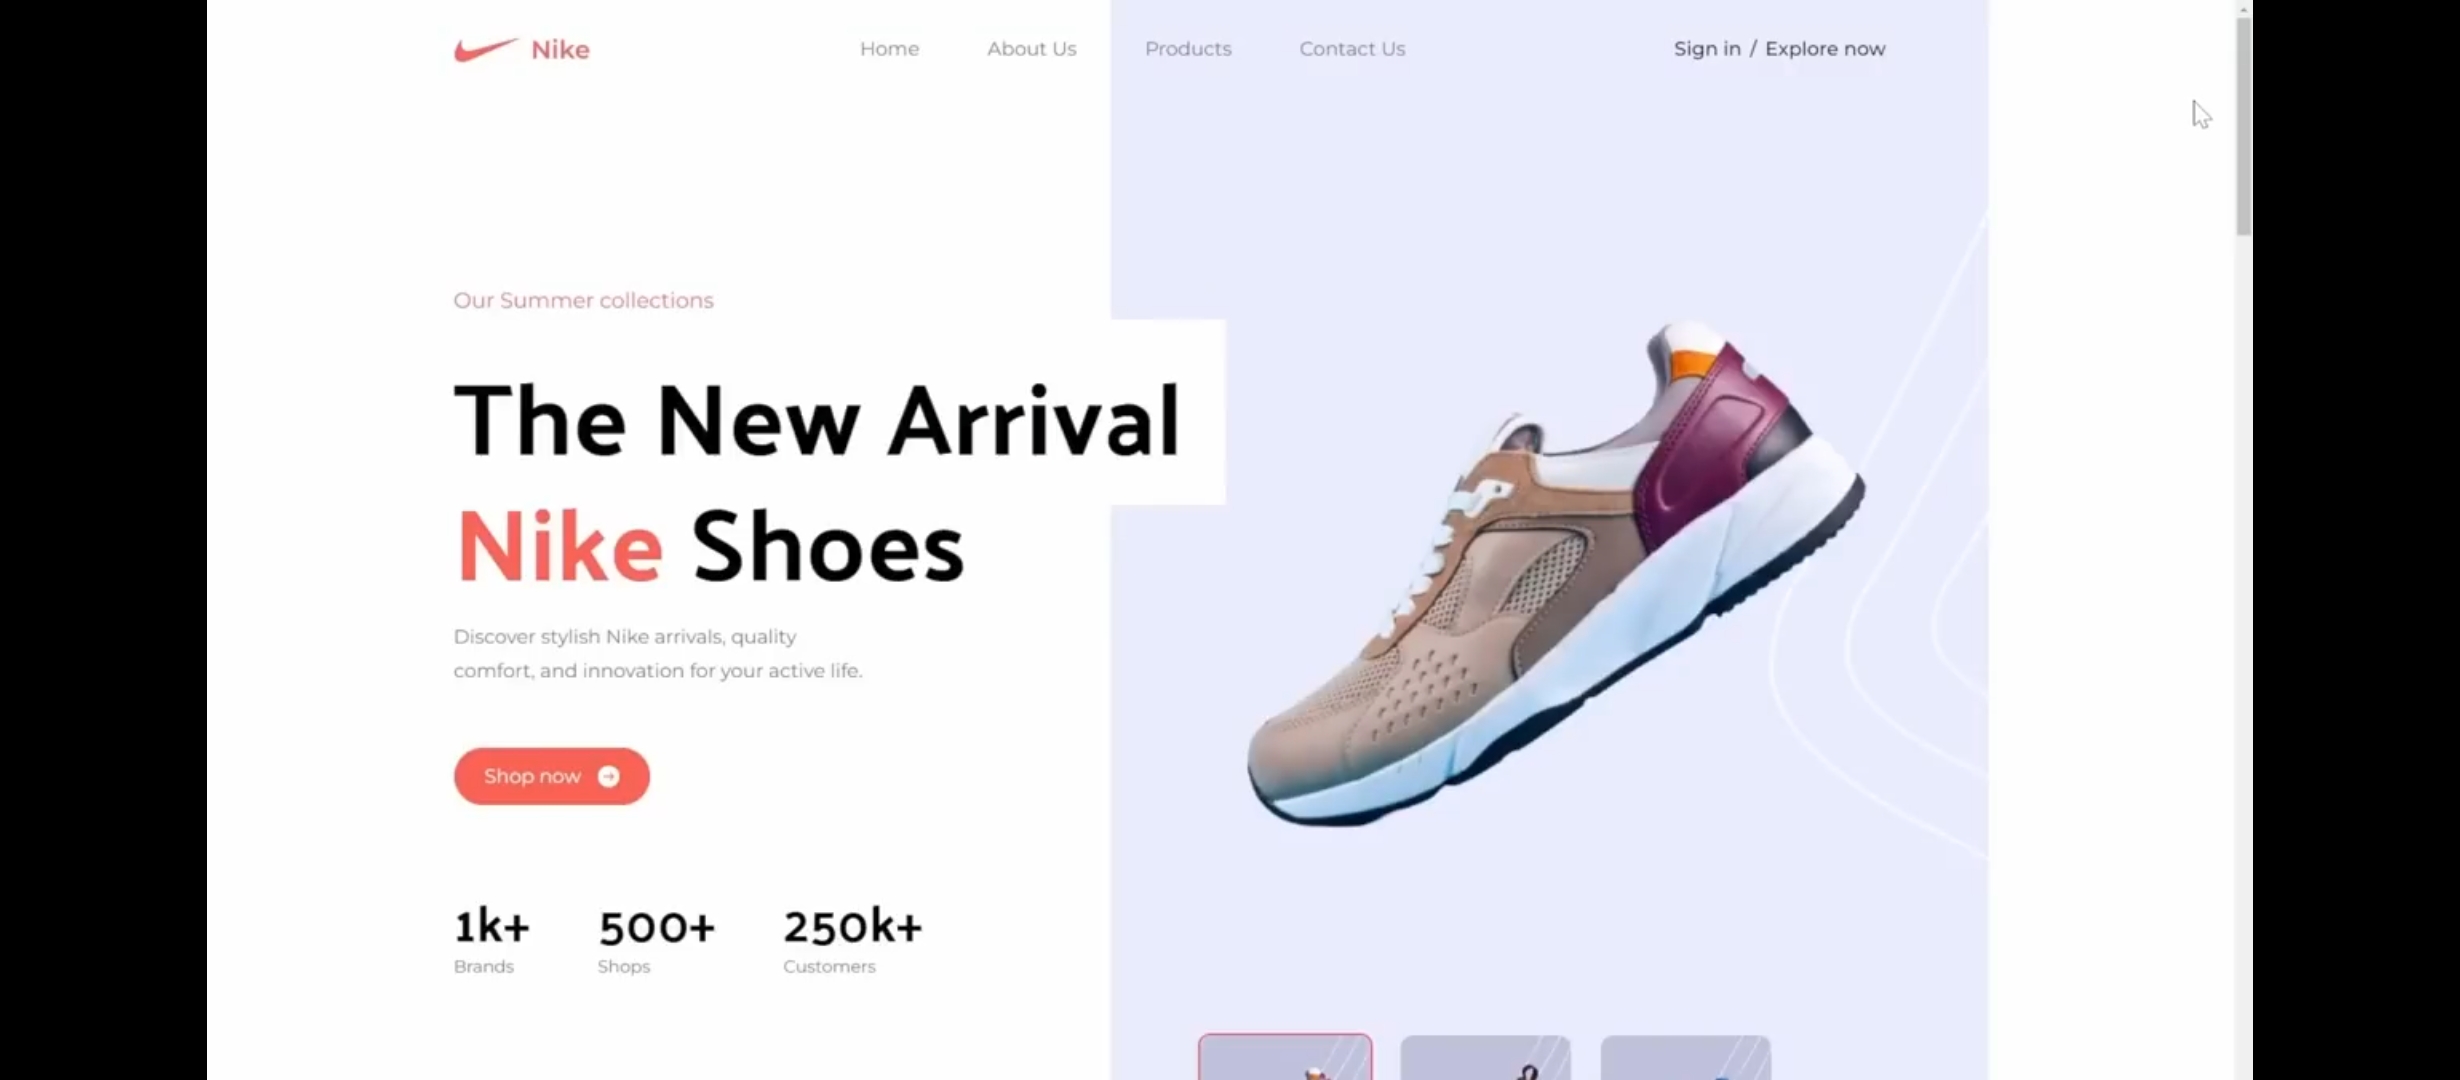 Nike
Home
About Us
Products
Contact Us
Sign in / Explore now
Our Summer collections
The New Arrival
Nike Shoes
Discover stylish Nike arrivals, quality
comfort, and innovation for your active life.
Shop now
1k+
Brands
500+
Shops
250k+
Customers